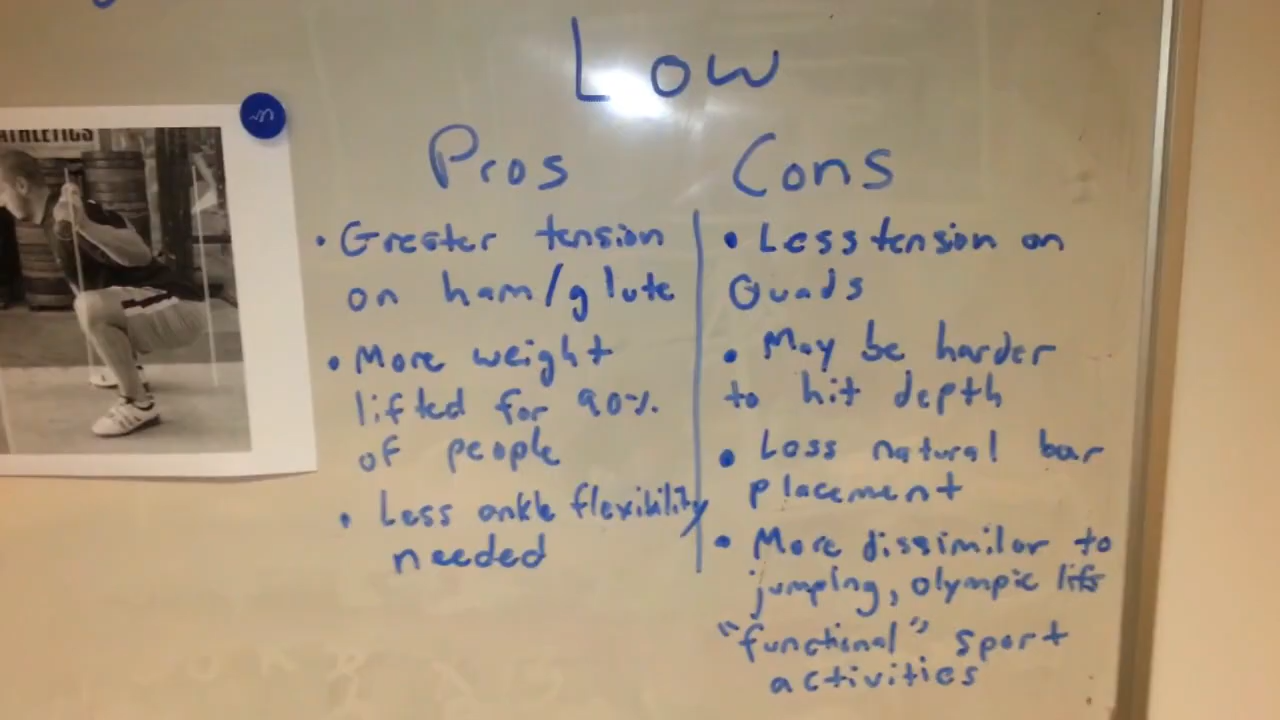 Low
ATHLETICS
Pros
Cons
• Greater tension
on ham/glute
• More weight
lifted for 90%
of people
• Less ankle flexibility
needed
• Less tension on
Quads
• May be harder
to hit depth
• Loss natural bar
placement
• More dissimilar to
jumping, olympic lifts
"functional" sport
activities